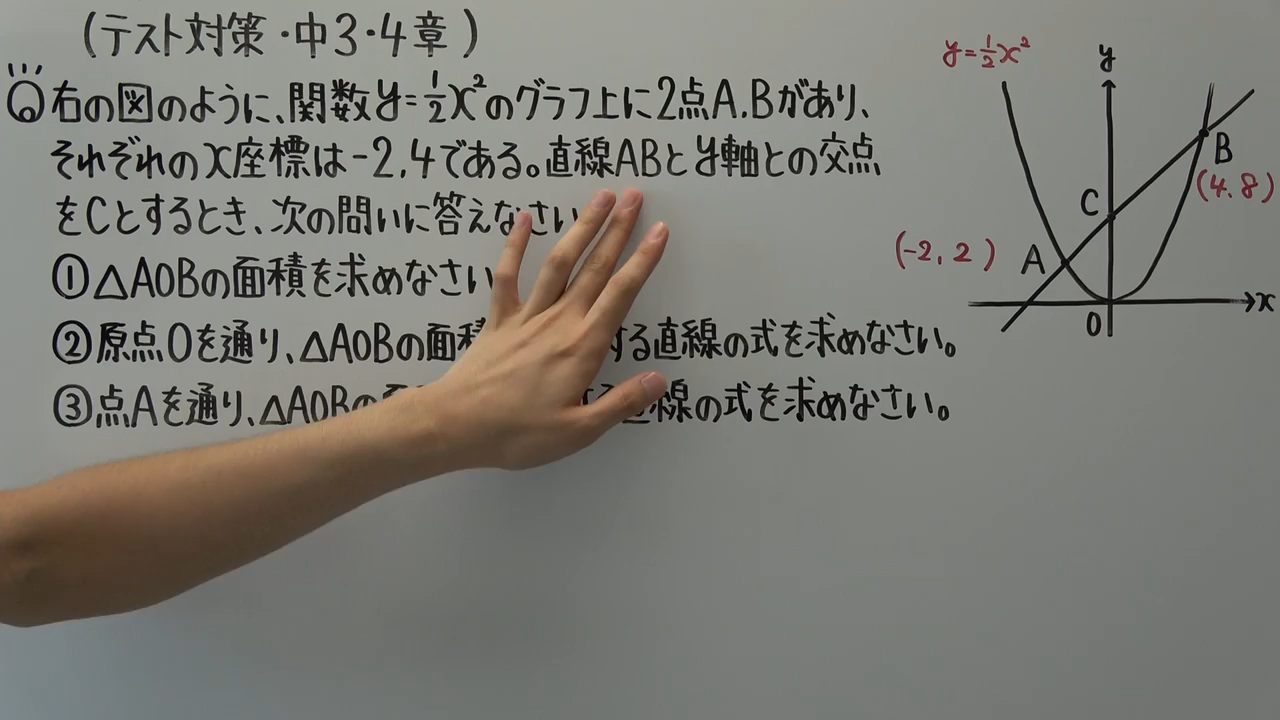 (テスト対策・中3・4章)
Q右の図のように、関数y=1/2x²のグラフ上に2点A.Bがあり、
それぞれのx座標は-2,4である。直線ABとy軸との交点
をCとするとき、次の問いに答えなさい
①△AOBの面積を求めなさい
②原点Oを通り、△AOBの面積 する直線の式を求めなさい。
③点Aを通り、△AOBの 直線の式を求めなさい。
y=1/2x²
y
B
(4.8)
C
(-2,2)
A
x
O